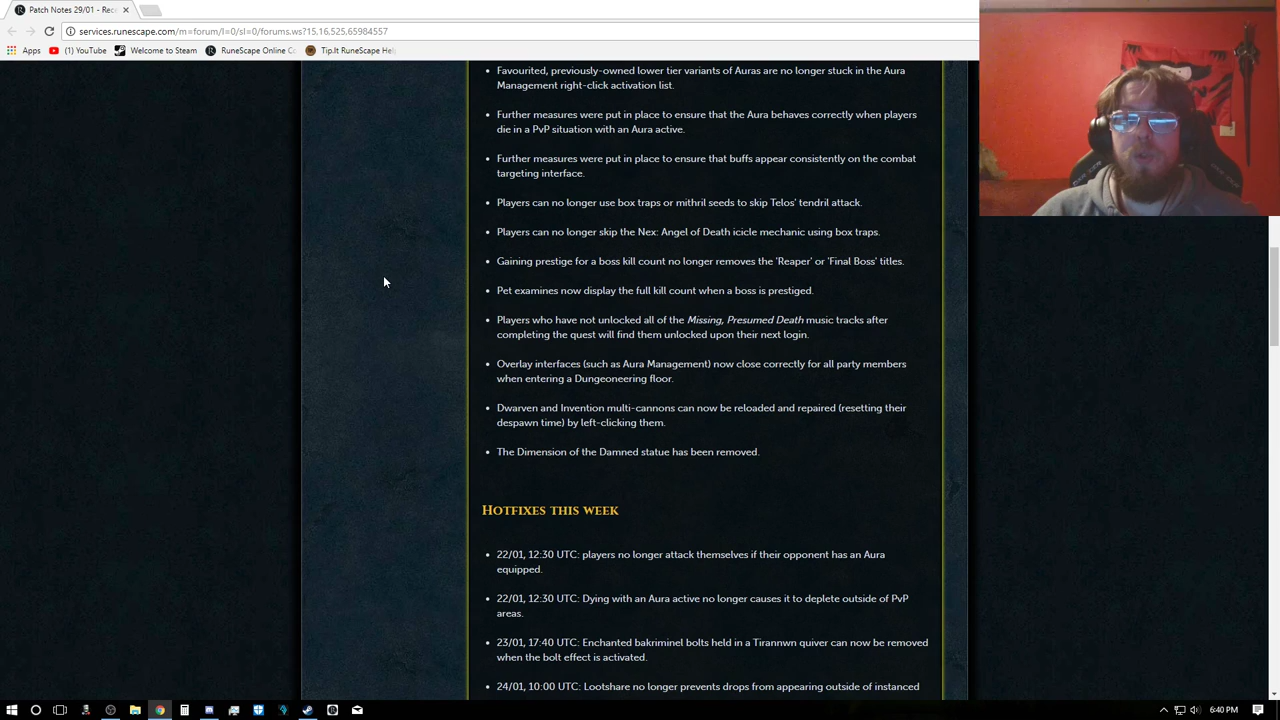 Patch Notes 29/01 - Rece
services.runescape.com/m=forum/l=0/sl=0/forums.ws?15,16,525,65984557
Apps (1) YouTube Welcome to Steam RuneScape Online Co Tip.It RuneScape Hel
Favourited, previously-owned lower tier variants of Auras are no longer stuck in the Aura
Management right-click activation list.
Further measures were put in place to ensure that the Aura behaves correctly when players
die in a PvP situation with an Aura active.
Further measures were put in place to ensure that buffs appear consistently on the combat
targeting interface.
Players can no longer use box traps or mithril seeds to skip Telos' tendril attack.
Players can no longer skip the Nex: Angel of Death icicle mechanic using box traps.
Gaining prestige for a boss kill count no longer removes the 'Reaper' or 'Final Boss' titles.
Pet examines now display the full kill count when a boss is prestiged.
Players who have not unlocked all of the Missing, Presumed Death music tracks after
completing the quest will find them unlocked upon their next login.
Overlay interfaces (such as Aura Management) now close correctly for all party members
when entering a Dungeoneering floor.
Dwarven and Invention multi-cannons can now be reloaded and repaired (resetting their
despawn time) by left-clicking them.
The Dimension of the Damned statue has been removed.
Hotfixes this week
22/01, 12:30 UTC: players no longer attack themselves if their opponent has an Aura
equipped.
22/01, 12:30 UTC: Dying with an Aura active no longer causes it to deplete outside of PvP
areas.
23/01, 17:40 UTC: Enchanted bakriminel bolts held in a Tirannwn quiver can now be removed
when the bolt effect is activated.
24/01, 10:00 UTC: Lootshare no longer prevents drops from appearing outside of instanced
6:40 PM